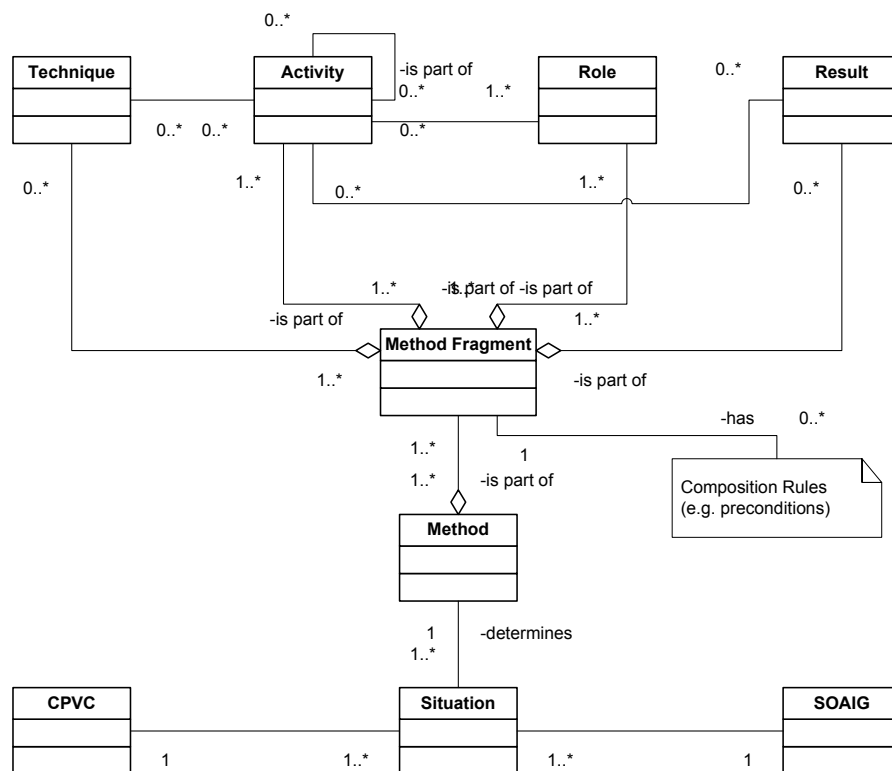 0..*
Technique
Activity
-is part of
Role
0..*
Result
0..*
1..*
0..*
0..*
0..*
0..*
1..*
0..*
1..*
0..*
1..*
1..*
-is part of
-is part of
-is part of
1..*
Method Fragment
1..*
-is part of
-has
0..*
1..*
1
1..*
-is part of
Composition Rules
(e.g. preconditions)
Method
1
-determines
1..*
CPVC
Situation
SOAIG
1
1..*
1..*
1